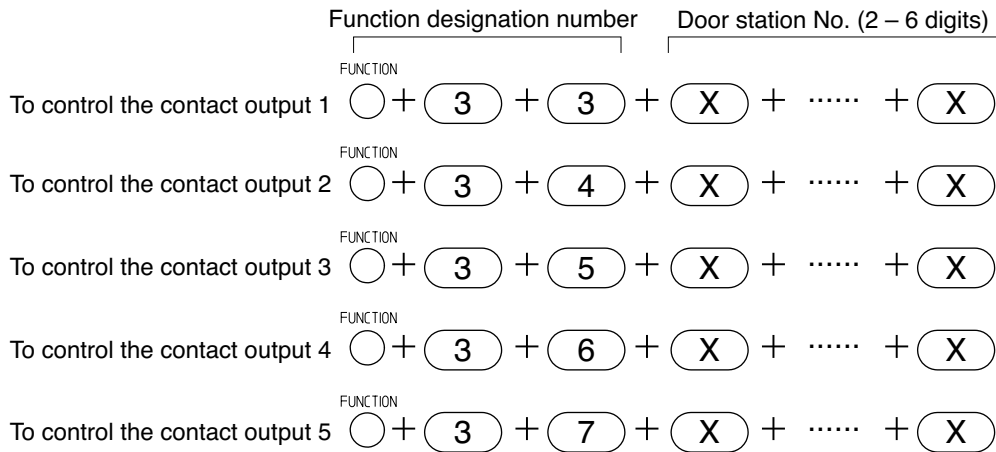 Function designation number Door station No. (2 – 6 digits)
FUNCTION
To control the contact output 1 + 3 + 3 + X + ...... + X
FUNCTION
To control the contact output 2 + 3 + 4 + X + ...... + X
FUNCTION
To control the contact output 3 + 3 + 5 + X + ...... + X
FUNCTION
To control the contact output 4 + 3 + 6 + X + ...... + X
FUNCTION
To control the contact output 5 + 3 + 7 + X + ...... + X